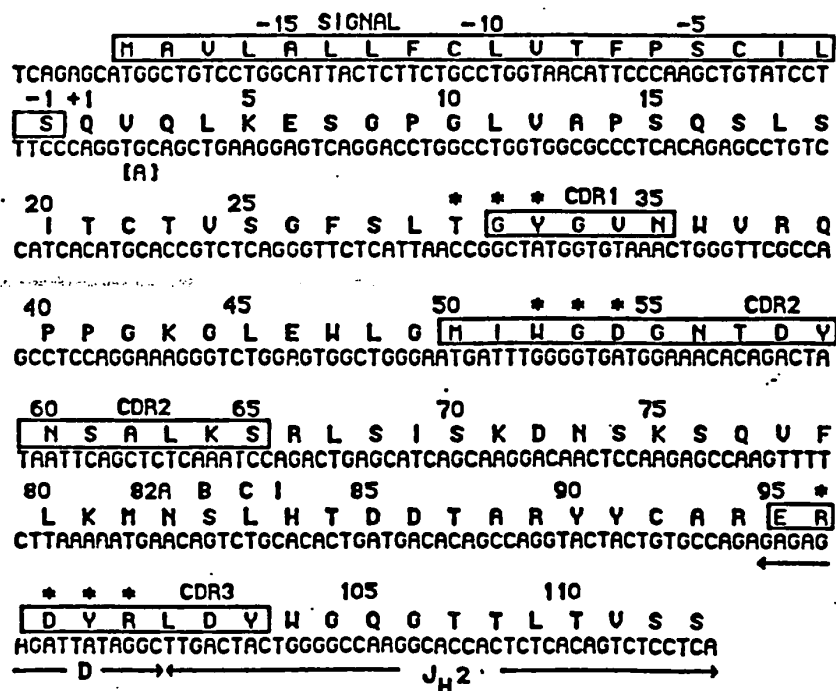 -15 SIGNAL -10 -5
M A V L A L L F C L V T F P S C I L
TCAGAGCATGGCTGTCCTGGCATTACTCTTCTGCCTGGTAACATTCCCAAGCTGTATCCT
-1 +1 5 10 15
S Q V Q L K E S G P G L V A P S Q S L S
TTCCCAGGTGCAGCTGAAGGAGTCAGGACCTGGCCTGGTGGCGCCCTCACAGAGCCTGTC
[A]
20 25 * * * CDR1 35
I T C T V S G F S L T G Y G V N W V R Q
CATCACATGCACCGTCTCAGGGTTCTCATTAACCGGCTATGGTGTAAACTGGGTTCGCCA
40 45 50 * * * 55 CDR2
P P G K G L E W L G M I W G D G N T D Y
GCCTCCAGGAAAGGGTCTGGAGTGGCTGGGAATGATTTGGGGTGATGGAAACACAGACTA
60 CDR2 65 70 75
N S A L K S R L S I S K D N S K S Q V F
TAATTCAGCTCTCAAATCCAGACTGAGCATCAGCAAGGACAACTCCAAGAGCCAAGTTTT
80 82A B C I 85 90 95 *
L K M N S L H T D D T A R Y Y C A R E R
CTTAAAAATGAACAGTCTGCACACTGATGACACAGCCAGGTACTACTGTGCCAGAGAGAG
* * * CDR3 105 110
D Y R L D Y W G Q G T T L T V S S
AGATTATAGGCTTGACTACTGGGGCCAAGGCACCACTCTCACAGTCTCCTCA
D JH2